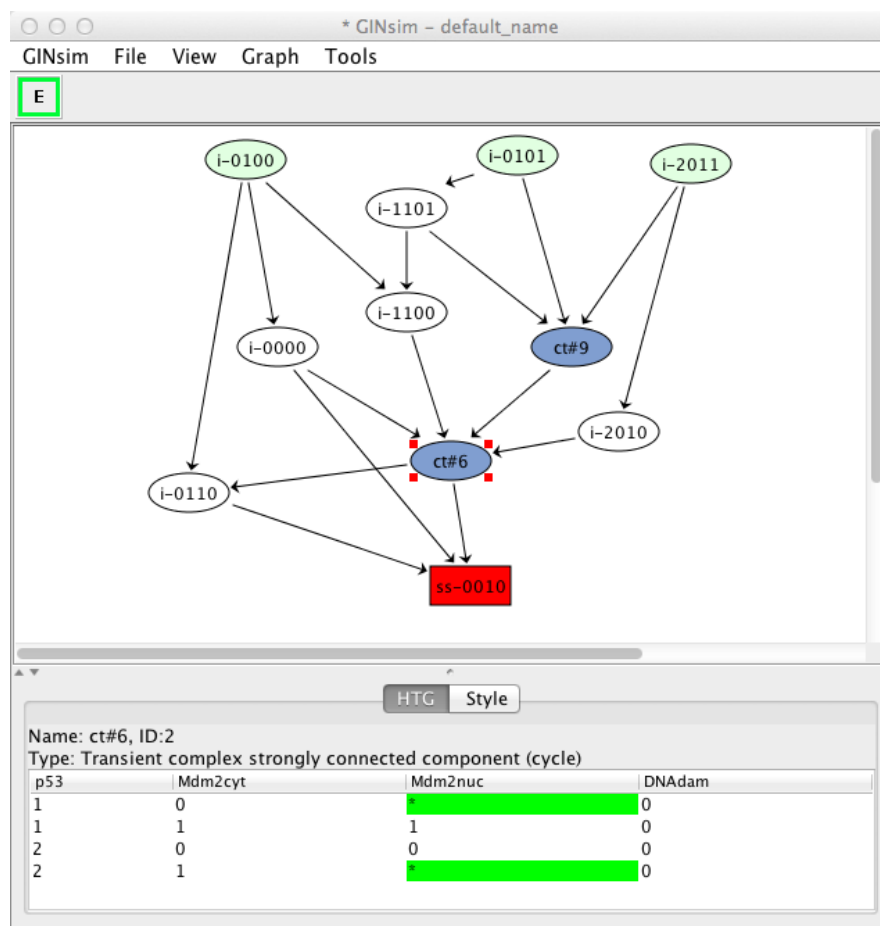 * GINsim – default_name
GINsim File View Graph Tools
E
i-0100
i-0101
i-2011
i-1101
i-1100
i-0000
ct#9
i-2010
ct#6
i-0110
ss-0010
HTG Style
Name: ct#6, ID:2
Type: Transient complex strongly connected component (cycle)
p53 Mdm2cyt Mdm2nuc DNAdam
1 0 * 0
1 1 1 0
2 0 0 0
2 1 * 0